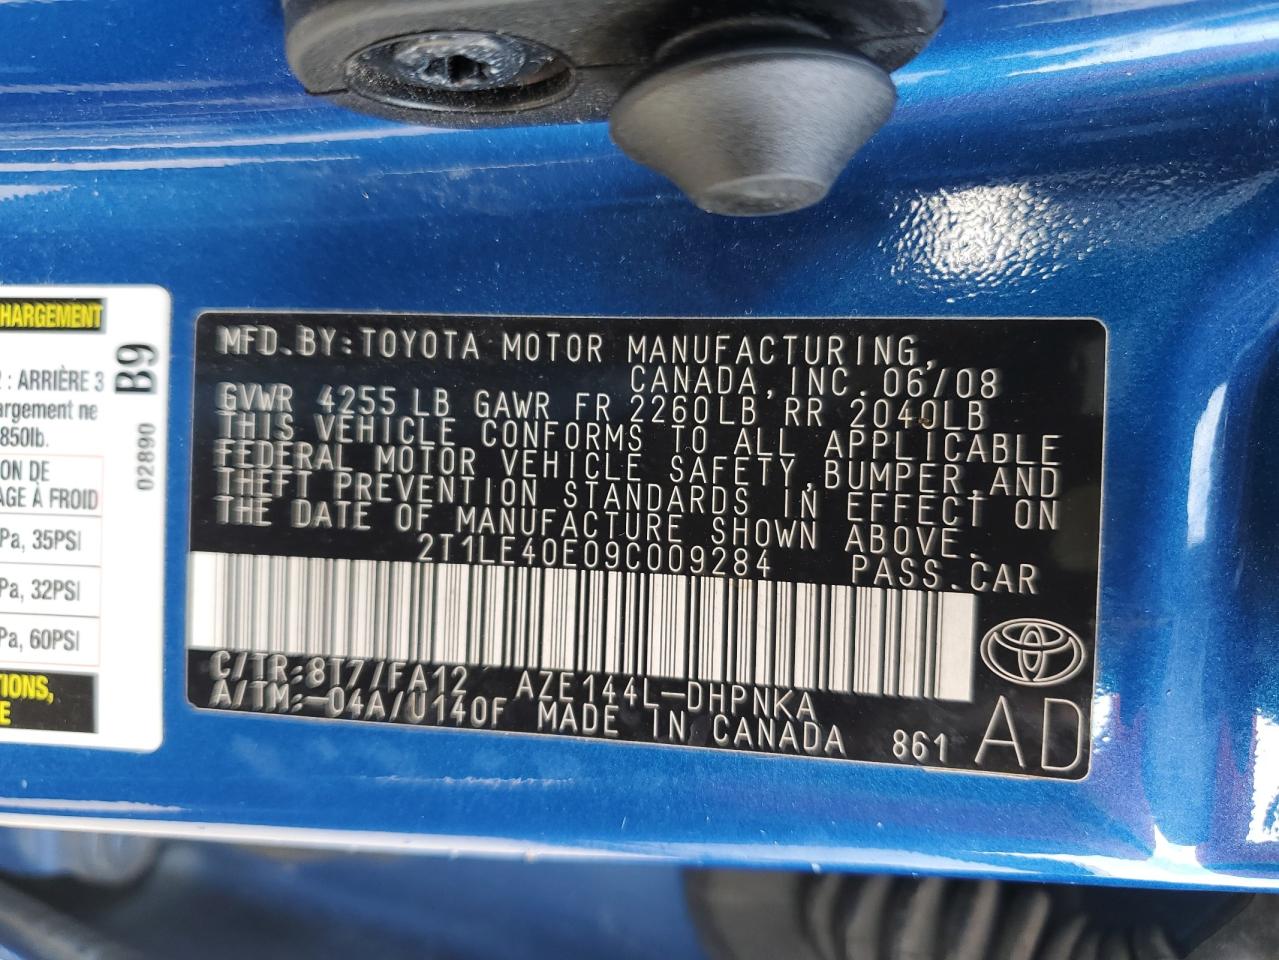 HARGEMENT
: ARRIÈRE 3
argement ne
850lb.
ON DE
AGE À FROID
Pa, 35PSI
Pa, 32PSI
Pa, 60PSI
TIONS,
E
B9
02890
MFD.BY:TOYOTA MOTOR MANUFACTURING,
CANADA,INC.06/08
GVWR 4255LB GAWR FR 2260LB RR 2040LB
THIS VEHICLE CONFORMS TO ALL APPLICABLE
FEDERAL MOTOR VEHICLE SAFETY,BUMPER,AND
THEFT PREVENTION STANDARDS IN EFFECT ON
THE DATE OF MANUFACTURE SHOWN ABOVE.
2T1LE40E09C009284 PASS.CAR
C/TR:8T7/FA12 AZE144L-DHPNKA
A/TM:-04A/U140F MADE IN CANADA 861 AD